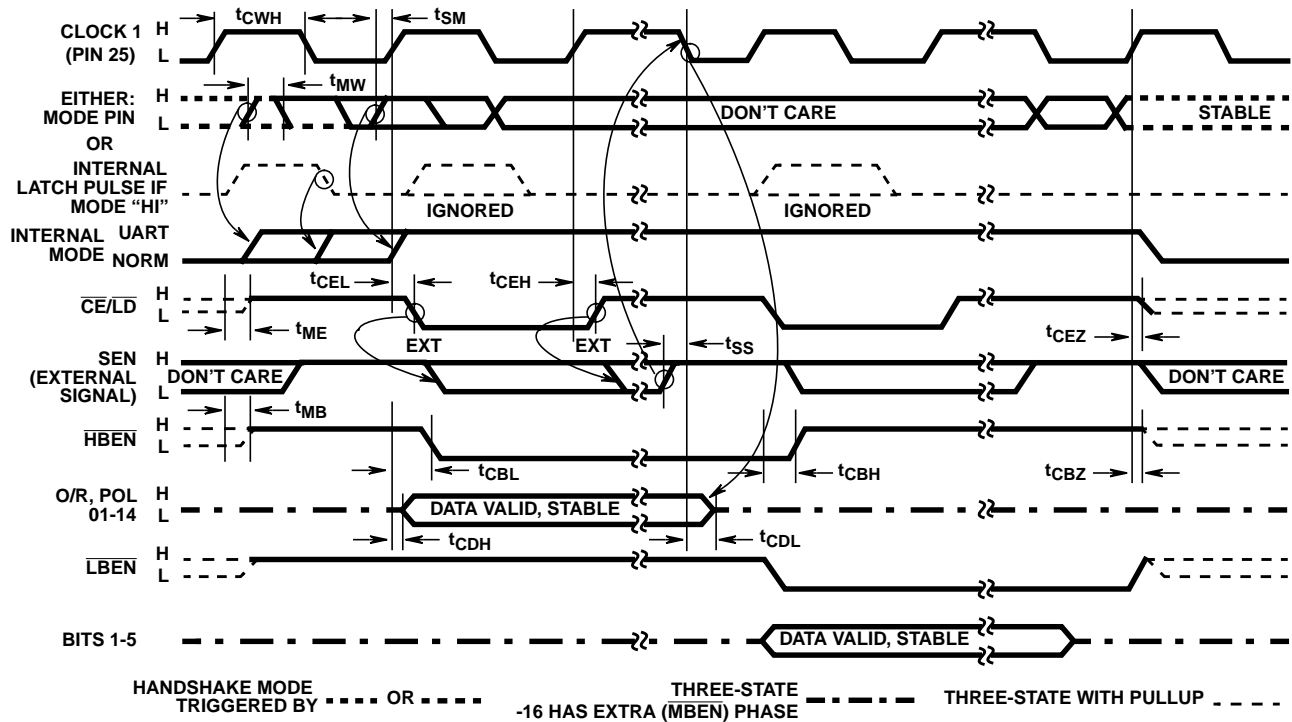 tCWH
tSM
CLOCK 1
(PIN 25)
H
L
tMW
EITHER:
MODE PIN
H
L
DON'T CARE
STABLE
OR
INTERNAL
LATCH PULSE IF
MODE “HI”
IGNORED
IGNORED
INTERNAL
MODE
UART
NORM
tCEL
tCEH
CE/LD
H
L
tME
EXT
EXT
tSS
tCEZ
SEN
(EXTERNAL
SIGNAL)
H
L
DON'T CARE
DON'T CARE
tMB
HBEN
H
L
tCBL
tCBH
tCBZ
O/R, POL
01-14
H
L
DATA VALID, STABLE
tCDH
tCDL
LBEN
H
L
BITS 1-5
DATA VALID, STABLE
HANDSHAKE MODE
TRIGGERED BY
OR
THREE-STATE
-16 HAS EXTRA (MBEN) PHASE
THREE-STATE WITH PULLUP